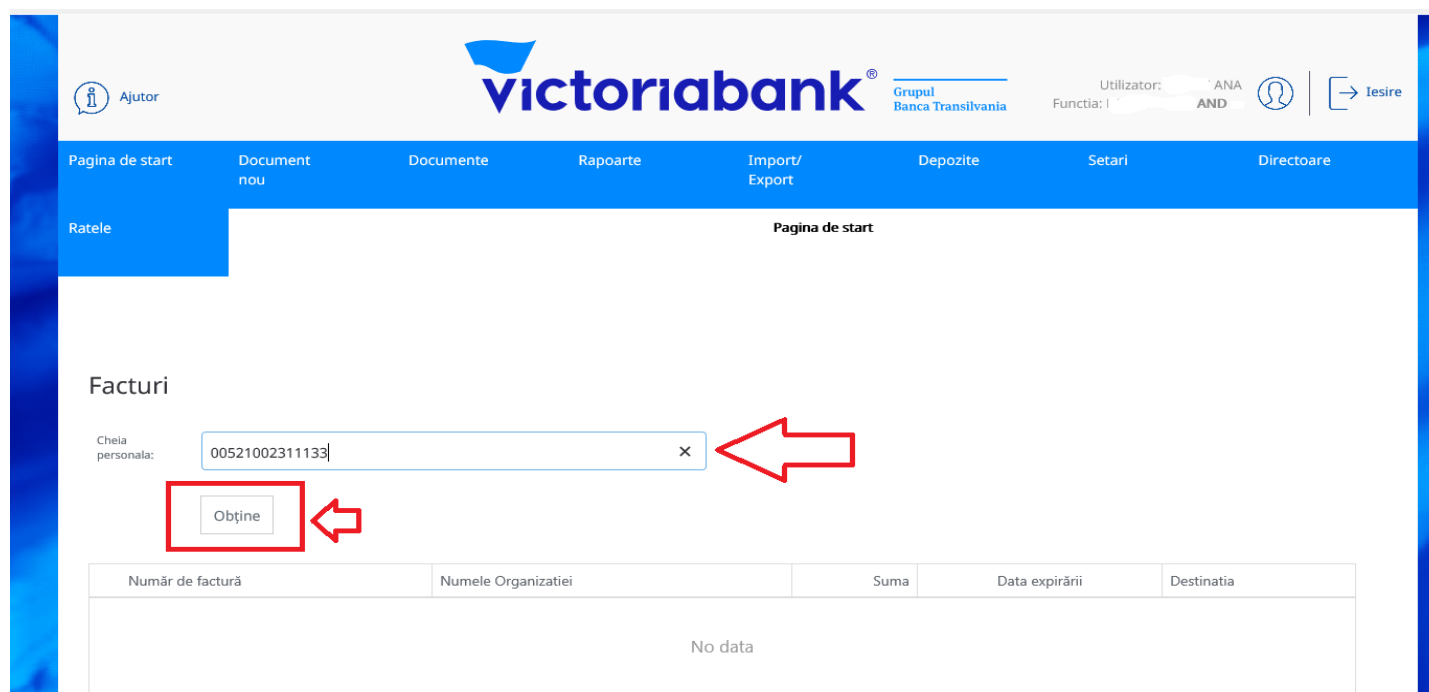 Ajutor
victoriabank®
Grupul
Banca Transilvania
Utilizator: ANA
Functia: AND
Iesire
Pagina de start
Document
nou
Documente
Rapoarte
Import/
Export
Depozite
Setari
Directoare
Ratele
Pagina de start
Facturi
Cheia
personala:
00521002311133
Obține
Număr de factură
Numele Organizatiei
Suma
Data expirării
Destinatia
No data